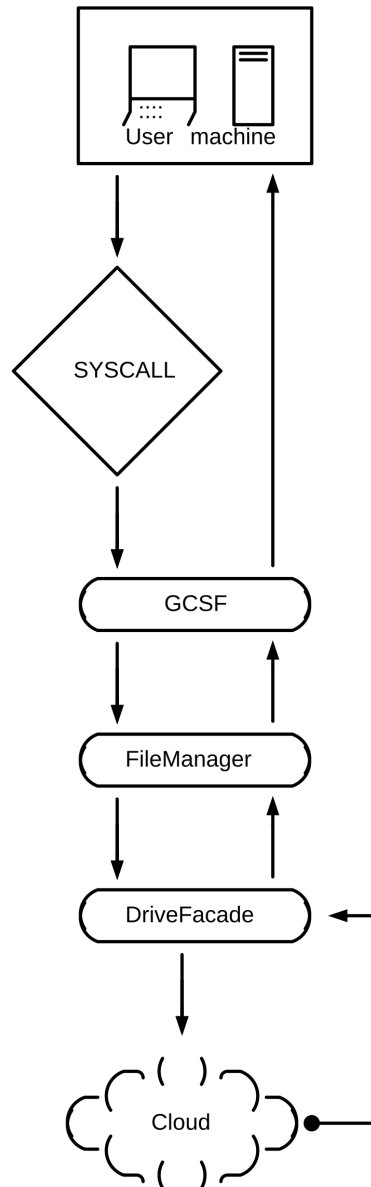 User machine
SYSCALL
GCSF
FileManager
DriveFacade
Cloud